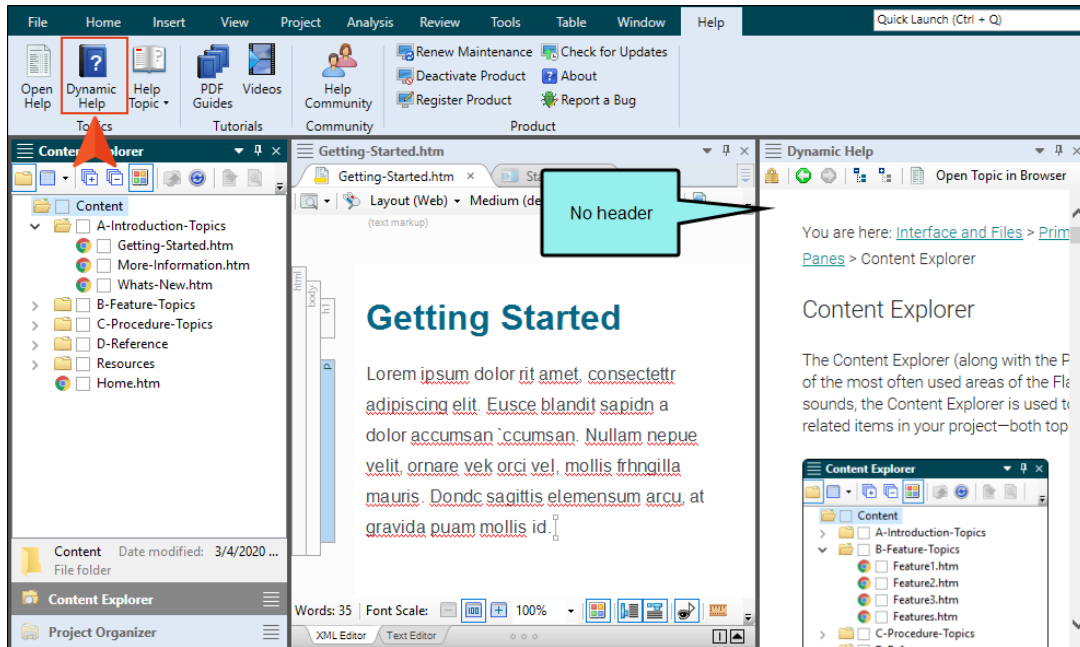 File Home Insert View Project Analysis Review Tools Table Window Help Quick Launch (Ctrl + Q)
Open Help
Dynamic Help
Help Topic
PDF Guides
Videos
Help Community
Renew Maintenance
Deactivate Product
Register Product
Check for Updates
About
Report a Bug
Tutorials Community Product
Content Explorer
Content
A-Introduction-Topics
Getting-Started.htm
More-Information.htm
Whats-New.htm
B-Feature-Topics
C-Procedure-Topics
D-Reference
Resources
Home.htm
Content Date modified: 3/4/2020 ...
File folder
Content Explorer
Project Organizer
Getting-Started.htm
Getting-Started.htm × Sta
Layout (Web) Medium (de
(text markup)
html
body
h1
p
Getting Started
Lorem ipsum dolor rit amet, consectettr
adipiscing elit. Eusce blandit sapidn a
dolor accumsan `ccumsan. Nullam nepue
velit, ornare vek orci vel, mollis frhngilla
mauris. Dondc sagittis elemensum arcu, at
gravida puam mollis id.
Words: 35 Font Scale: 100%
XML Editor Text Editor
No header
Dynamic Help
Open Topic in Browser
You are here: Interface and Files > Prim
Panes > Content Explorer
Content Explorer
The Content Explorer (along with the P
of the most often used areas of the Fla
sounds, the Content Explorer is used to
related items in your project—both top
Content Explorer
Content
A-Introduction-Topics
B-Feature-Topics
Feature1.htm
Feature2.htm
Feature3.htm
Features.htm
C-Procedure-Topics